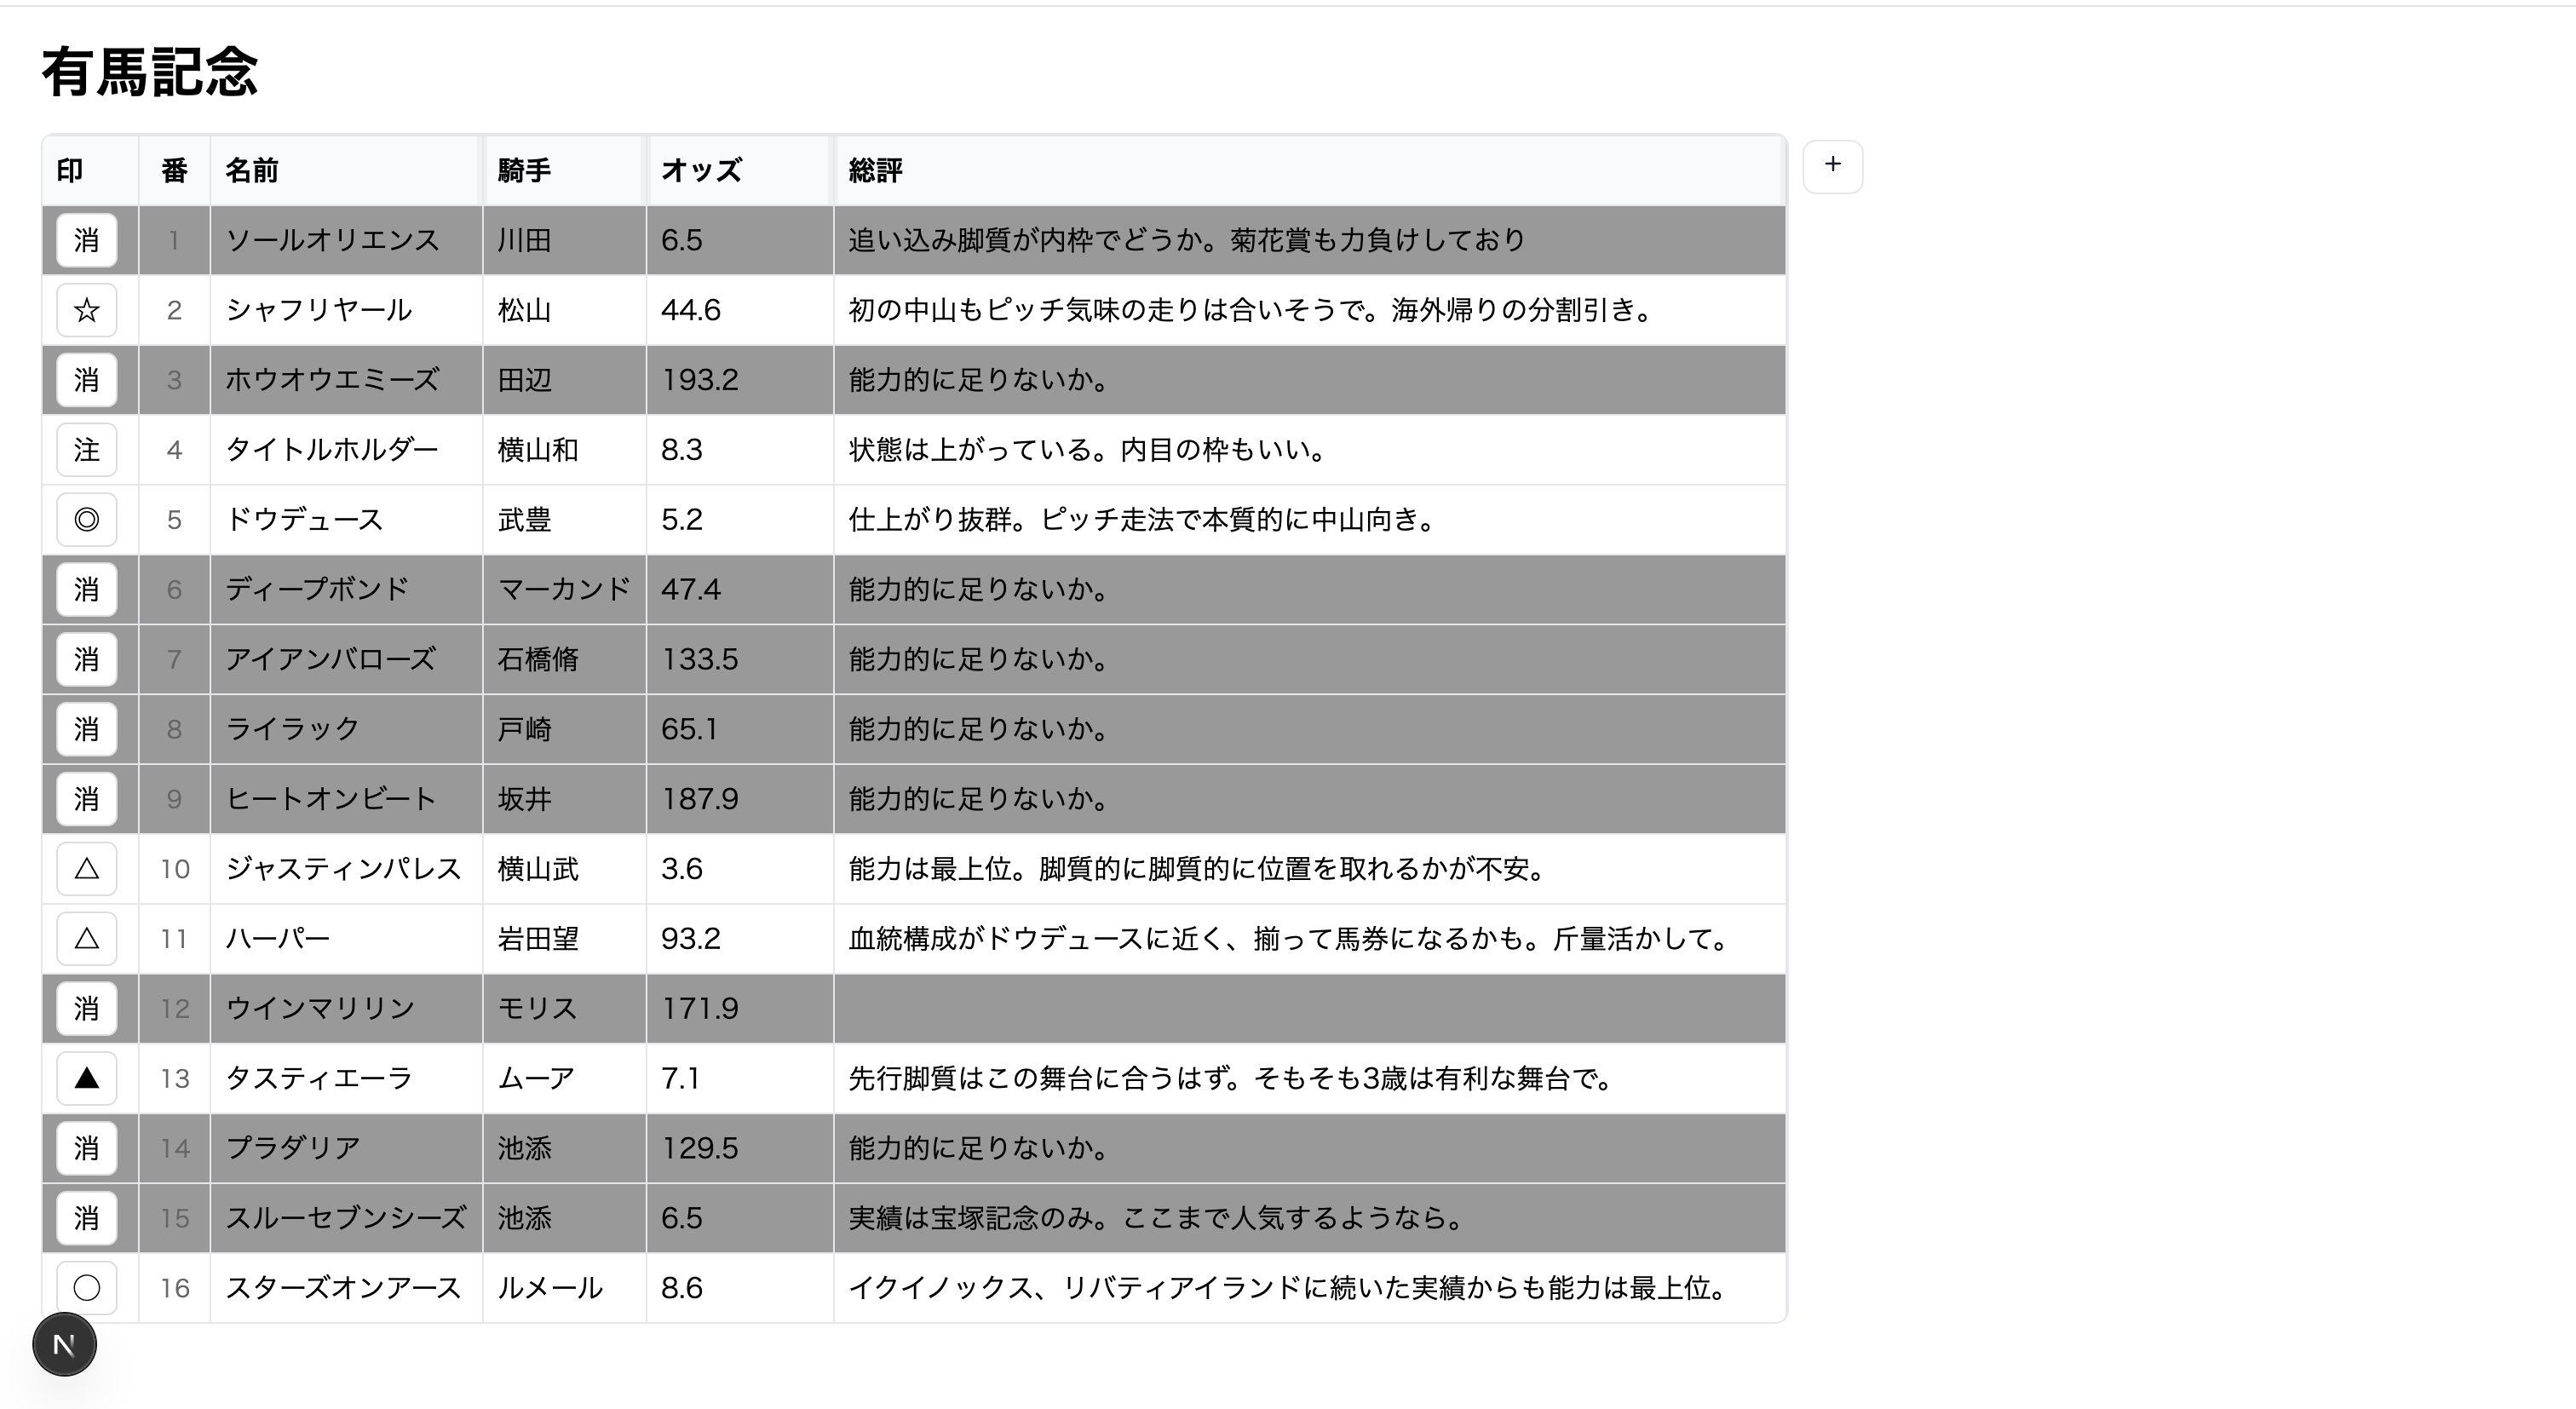 有馬記念
印 番 名前 騎手 オッズ 総評 +
消 1 ソールオリエンス 川田 6.5 追い込み脚質が内枠でどうか。菊花賞も力負けしており
☆ 2 シャフリヤール 松山 44.6 初の中山もピッチ気味の走りは合いそうで。海外帰りの分割引き。
消 3 ホウオウエミーズ 田辺 193.2 能力的に足りないか。
注 4 タイトルホルダー 横山和 8.3 状態は上がっている。内目の枠もいい。
◎ 5 ドウデュース 武豊 5.2 仕上がり抜群。ピッチ走法で本質的に中山向き。
消 6 ディープボンド マーカンド 47.4 能力的に足りないか。
消 7 アイアンバローズ 石橋脩 133.5 能力的に足りないか。
消 8 ライラック 戸崎 65.1 能力的に足りないか。
消 9 ヒートオンビート 坂井 187.9 能力的に足りないか。
△ 10 ジャスティンパレス 横山武 3.6 能力は最上位。脚質的に脚質的に位置を取れるかが不安。
△ 11 ハーパー 岩田望 93.2 血統構成がドウデュースに近く、揃って馬券になるかも。斤量活かして。
消 12 ウインマリリン モリス 171.9
▲ 13 タスティエーラ ムーア 7.1 先行脚質はこの舞台に合うはず。そもそも3歳は有利な舞台で。
消 14 プラダリア 池添 129.5 能力的に足りないか。
消 15 スルーセブンシーズ 池添 6.5 実績は宝塚記念のみ。ここまで人気するようなら。
○ 16 スターズオンアース ルメール 8.6 イクイノックス、リバティアイランドに続いた実績からも能力は最上位。
N